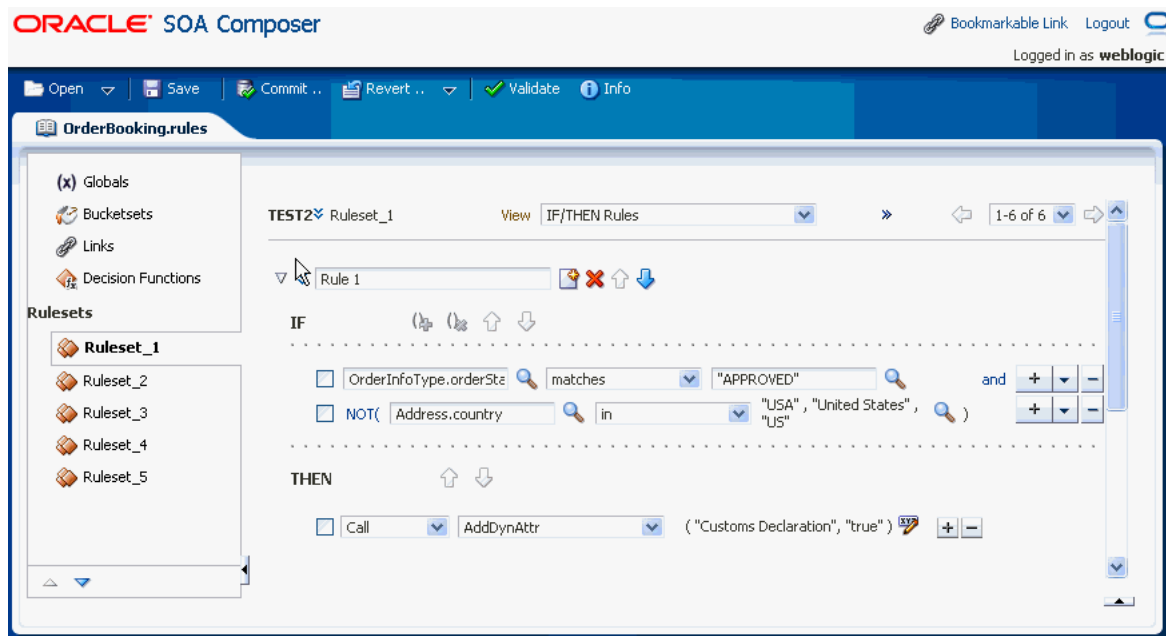 ORACLE SOA Composer
Bookmarkable Link Logout
Logged in as weblogic
Open Save Commit .. Revert .. Validate Info
OrderBooking.rules
(x) Globals
Bucketsets
Links
Decision Functions
Rulesets
Ruleset_1
Ruleset_2
Ruleset_3
Ruleset_4
Ruleset_5
TEST2 Ruleset_1 View IF/THEN Rules » 1-6 of 6
Rule 1
IF
OrderInfoType.orderSta matches "APPROVED" and
NOT( Address.country in "USA" , "United States" , "US" )
THEN
Call AddDynAttr ( "Customs Declaration", "true" )